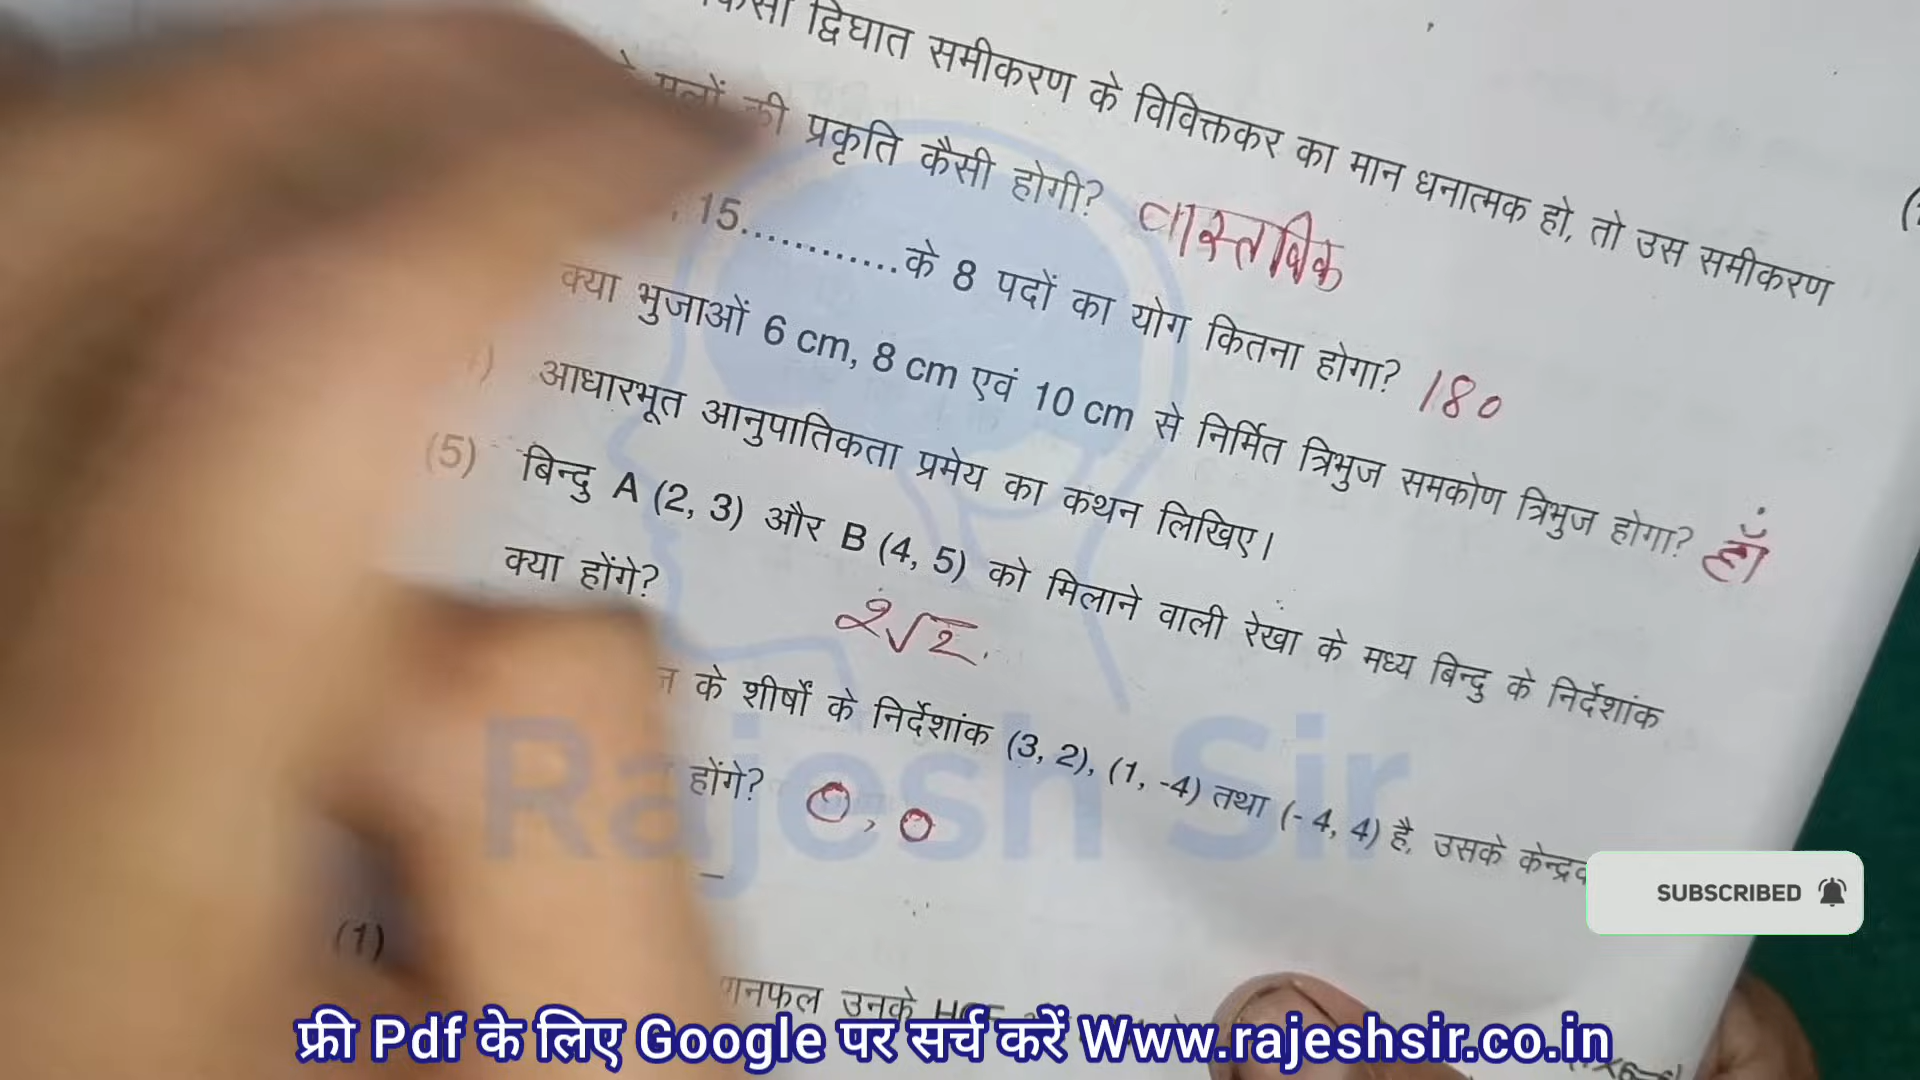 द्विघात समीकरण के विविक्तकर का मान धनात्मक हो, तो उस समीकरण
की प्रकृति कैसी होगी? वास्तविक
15............के 8 पदों का योग कितना होगा? 180
क्या भुजाओं 6 cm, 8 cm एवं 10 cm से निर्मित त्रिभुज समकोण त्रिभुज होगा? हाँ
आधारभूत आनुपातिकता प्रमेय का कथन लिखिए।
(5) बिन्दु A (2, 3) और B (4, 5) को मिलाने वाली रेखा के मध्य बिन्दु के निर्देशांक
क्या होंगे? 2√2
के शीर्षों के निर्देशांक (3, 2), (1, -4) तथा (- 4, 4) है, उसके
होंगे? 0, 0
Rajesh Sir
SUBSCRIBED
(1)
उनके
फ्री Pdf के लिए Google पर सर्च करें Www.rajeshsir.co.in